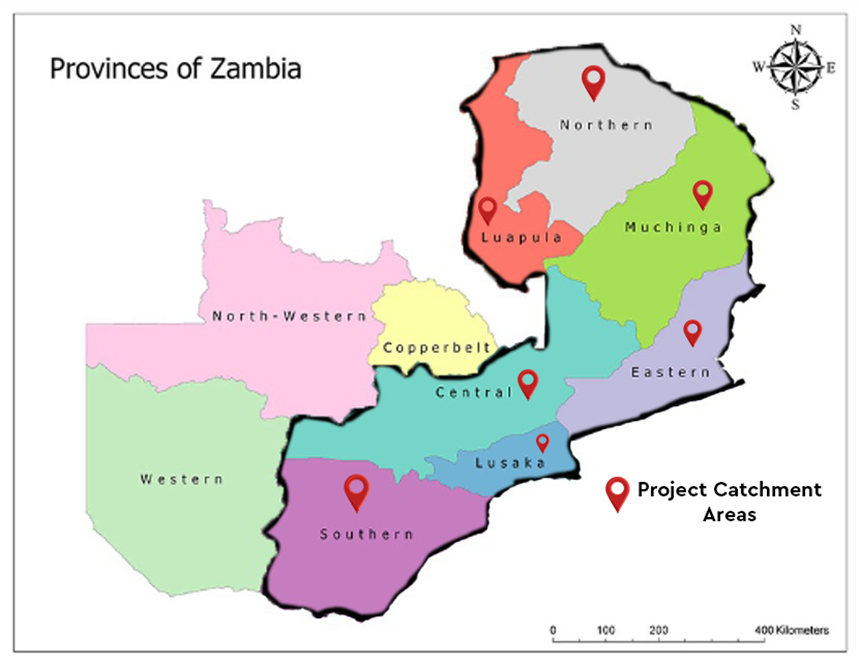 Provinces of Zambia
N
W E
S
Northern
Muchinga
Luapula
North-Western
Copperbelt
Eastern
Central
Lusaka
Western
Southern
Project Catchment
Areas
0 100 200 400 Kilometers